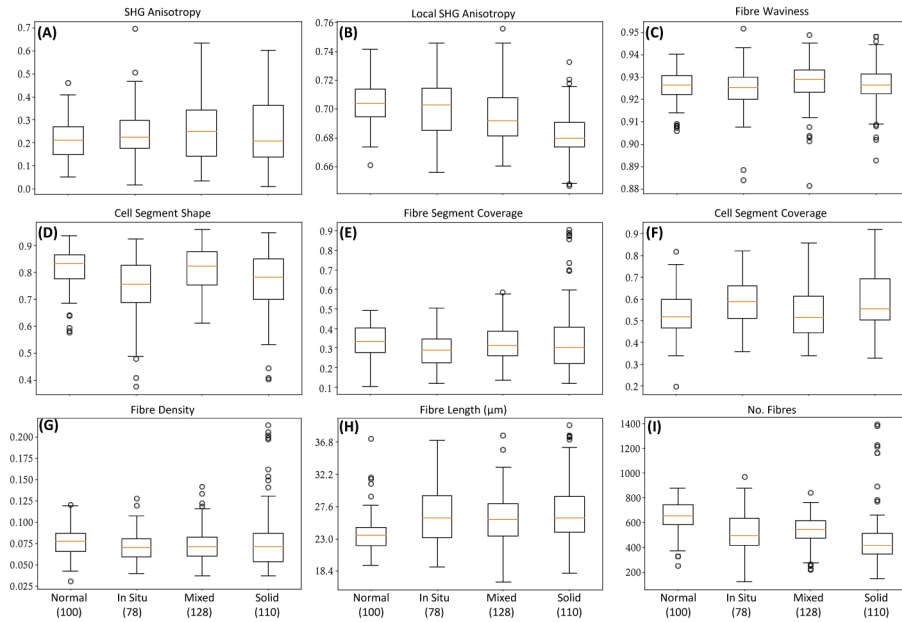 SHG Anisotropy
(A)
0.7
0.6
0.5
0.4
0.3
0.2
0.1
0.0
Local SHG Anisotropy
(B)
0.76
0.74
0.72
0.70
0.68
0.66
Fibre Waviness
(C)
0.95
0.94
0.93
0.92
0.91
0.90
0.89
0.88
Cell Segment Shape
(D)
0.9
0.8
0.7
0.6
0.5
0.4
Fibre Segment Coverage
(E)
0.9
0.8
0.7
0.6
0.5
0.4
0.3
0.2
0.1
Cell Segment Coverage
(F)
0.9
0.8
0.7
0.6
0.5
0.4
0.3
0.2
Fibre Density
(G)
0.200
0.175
0.150
0.125
0.100
0.075
0.050
0.025
Normal In Situ Mixed Solid
(100) (78) (128) (110)
Fibre Length (μm)
(H)
36.8
32.2
27.6
23.0
18.4
Normal In Situ Mixed Solid
(100) (78) (128) (110)
No. Fibres
(I)
1400
1200
1000
800
600
400
200
Normal In Situ Mixed Solid
(100) (78) (128) (110)